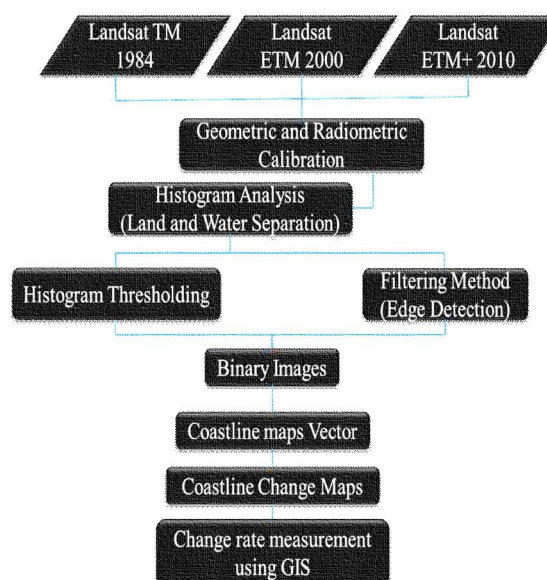 Landsat TM
1984
Landsat
ETM 2000
Landsat
ETM+ 2010
Geometric and Radiometric
Calibration
Histogram Analysis
(Land and Water Separation)
Histogram Thresholding
Filtering Method
(Edge Detection)
Binary Images
Coastline maps Vector
Coastline Change Maps
Change rate measurement
using GIS